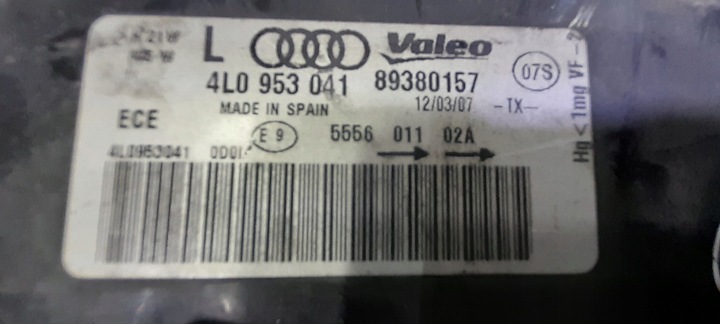 21W
L Valeo
4L0 953 041 89380157 07S
MADE IN SPAIN 12/03/07 -TX-
ECE E 9 5556 011 02A
4L0953041
Hg <1mg VF-